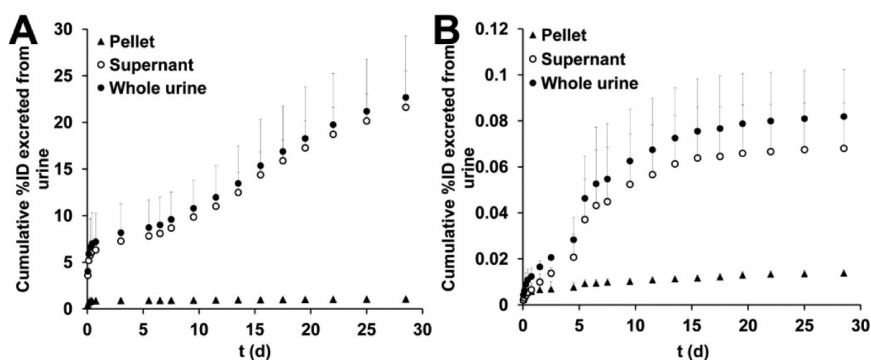 A
Cumulative %ID excreted from
urine
30
25
20
15
10
5
0
▲ Pellet
○ Supernant
● Whole urine
0 5 10 15 20 25 30
t (d)
B
Cumulative %ID excreted from
urine
0.12
0.1
0.08
0.06
0.04
0.02
0
▲ Pellet
○ Supernant
● Whole urine
0 5 10 15 20 25 30
t (d)